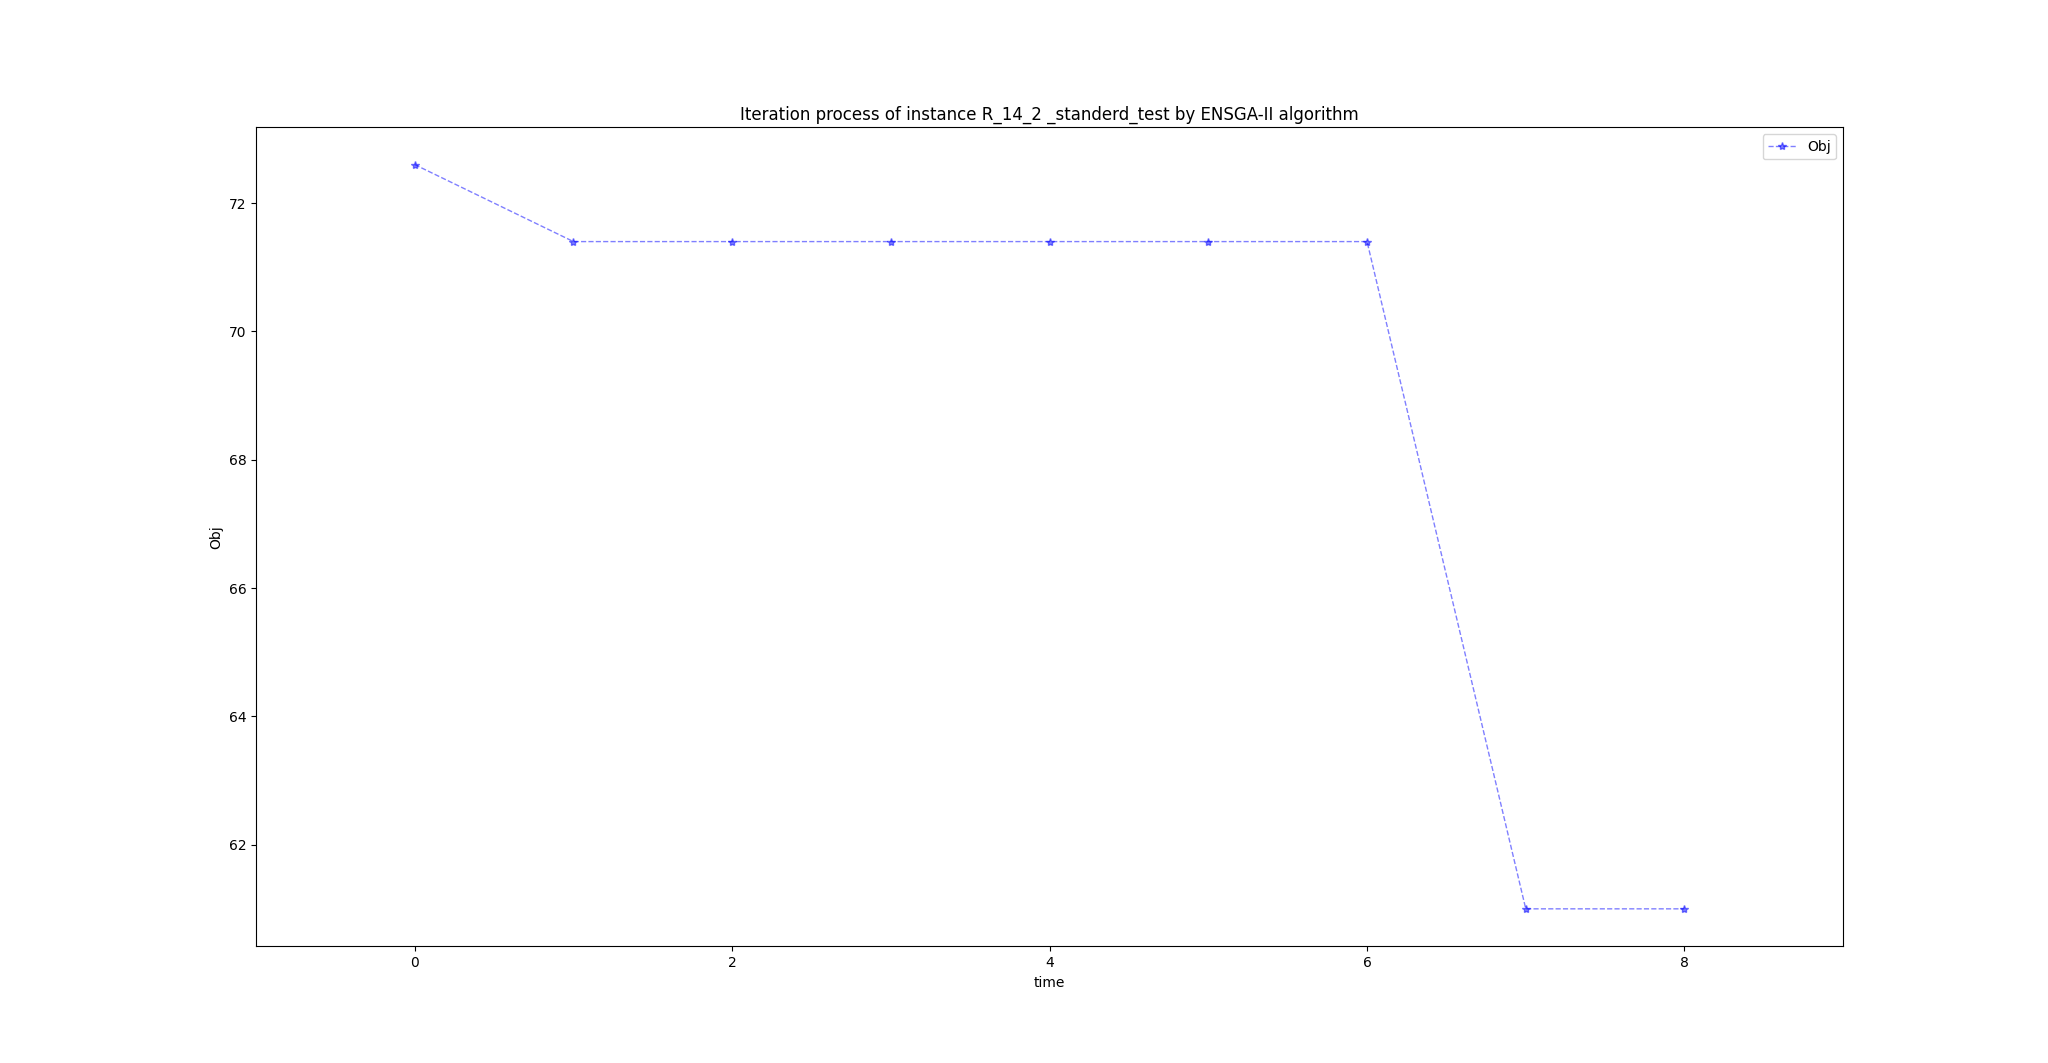 Iteration process of instance R_14_2 _standerd_test by ENSGA-II algorithm
Obj
72
70
68
66
64
62
Obj
0 2 4 6 8
time